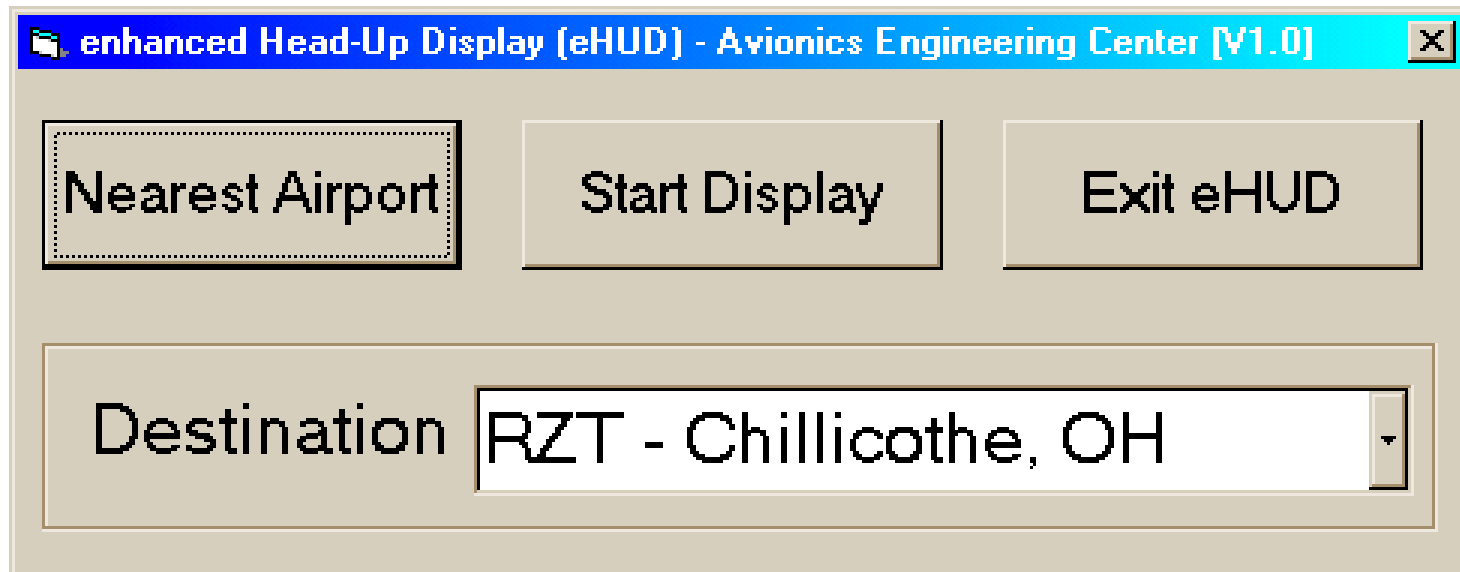 enhanced Head-Up Display (eHUD) - Avionics Engineering Center [V1.0]
Nearest Airport
Start Display
Exit eHUD
Destination
RZT - Chillicothe, OH